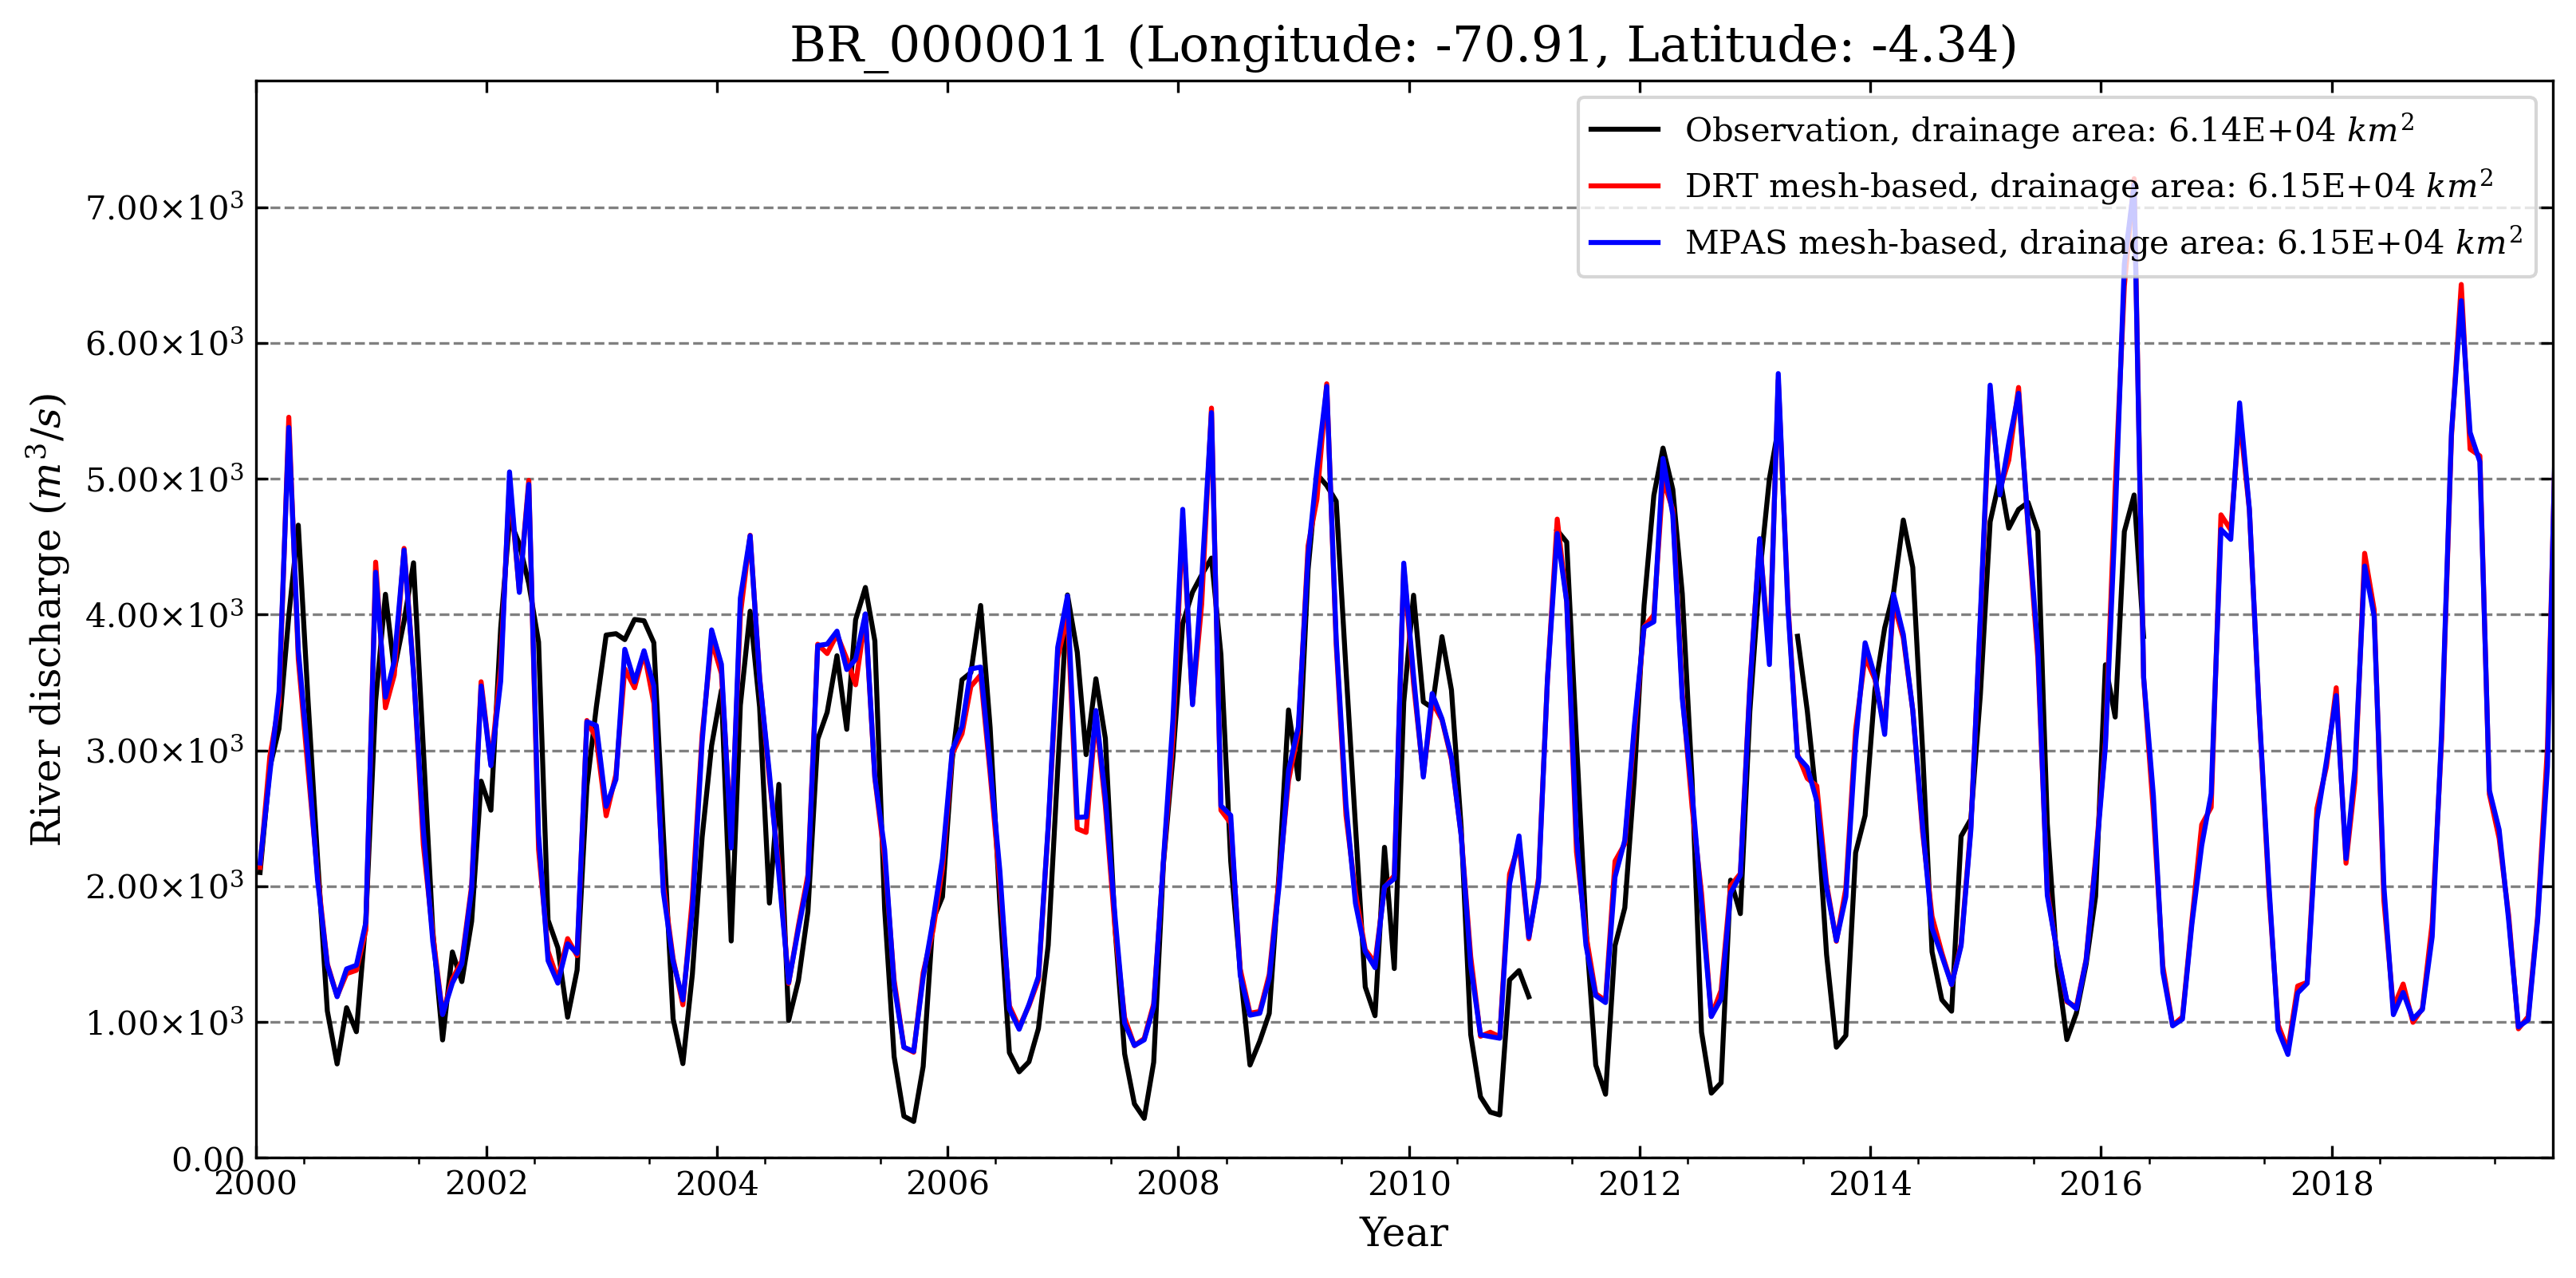 BR_0000011 (Longitude: -70.91, Latitude: -4.34)
Observation, drainage area: 6.14E+04 km²
DRT mesh-based, drainage area: 6.15E+04 km²
MPAS mesh-based, drainage area: 6.15E+04 km²
River discharge (m³/s)
7.00×10³
6.00×10³
5.00×10³
4.00×10³
3.00×10³
2.00×10³
1.00×10³
0.00
2000 2002 2004 2006 2008 2010 2012 2014 2016 2018
Year